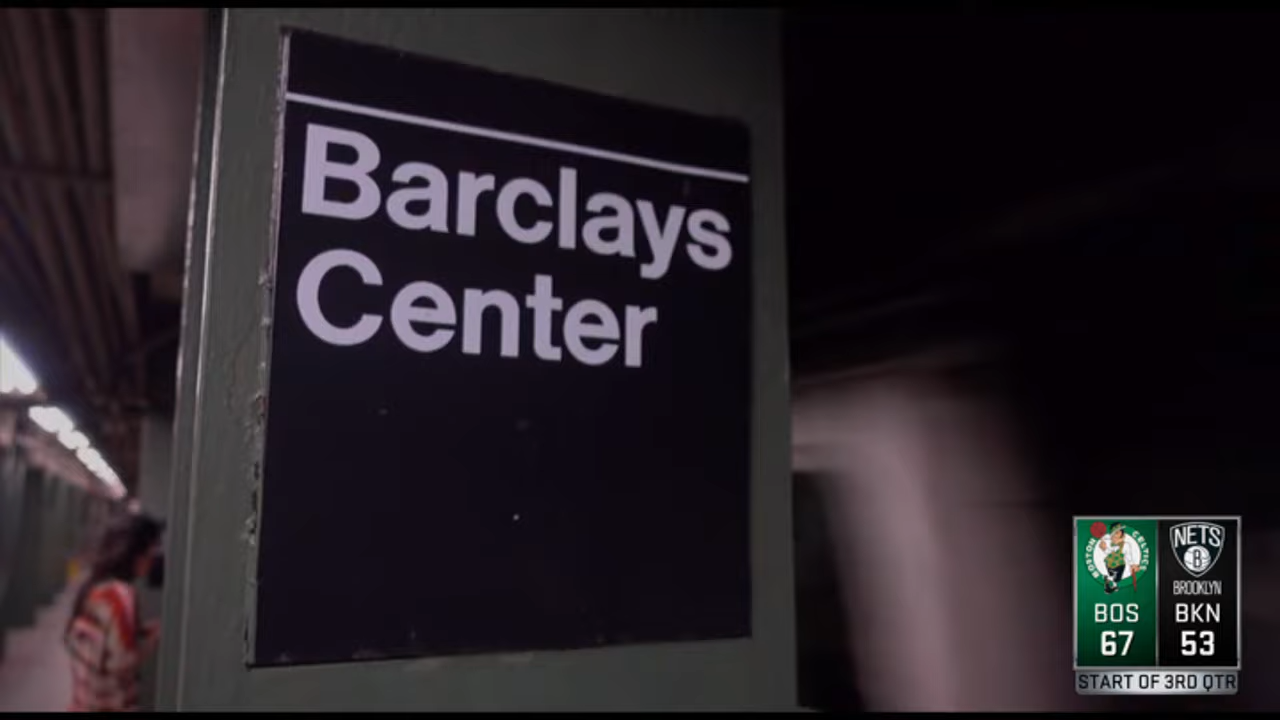 Barclays
Center
BOSTON CELTICS
NETS
B
BROOKLYN
BOS
BKN
67
53
START OF 3RD QTR